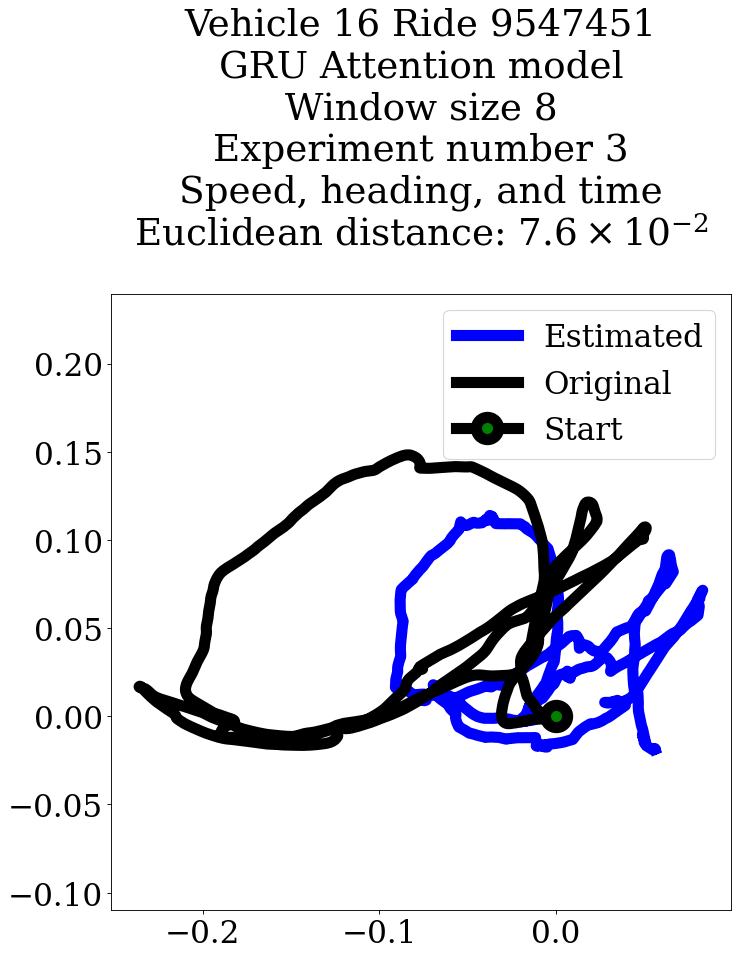 Vehicle 16 Ride 9547451
GRU Attention model
Window size 8
Experiment number 3
Speed, heading, and time
Euclidean distance: 7.6 × 10⁻²
Estimated
Original
Start
0.20
0.15
0.10
0.05
0.00
−0.05
−0.10
−0.2 −0.1 0.0